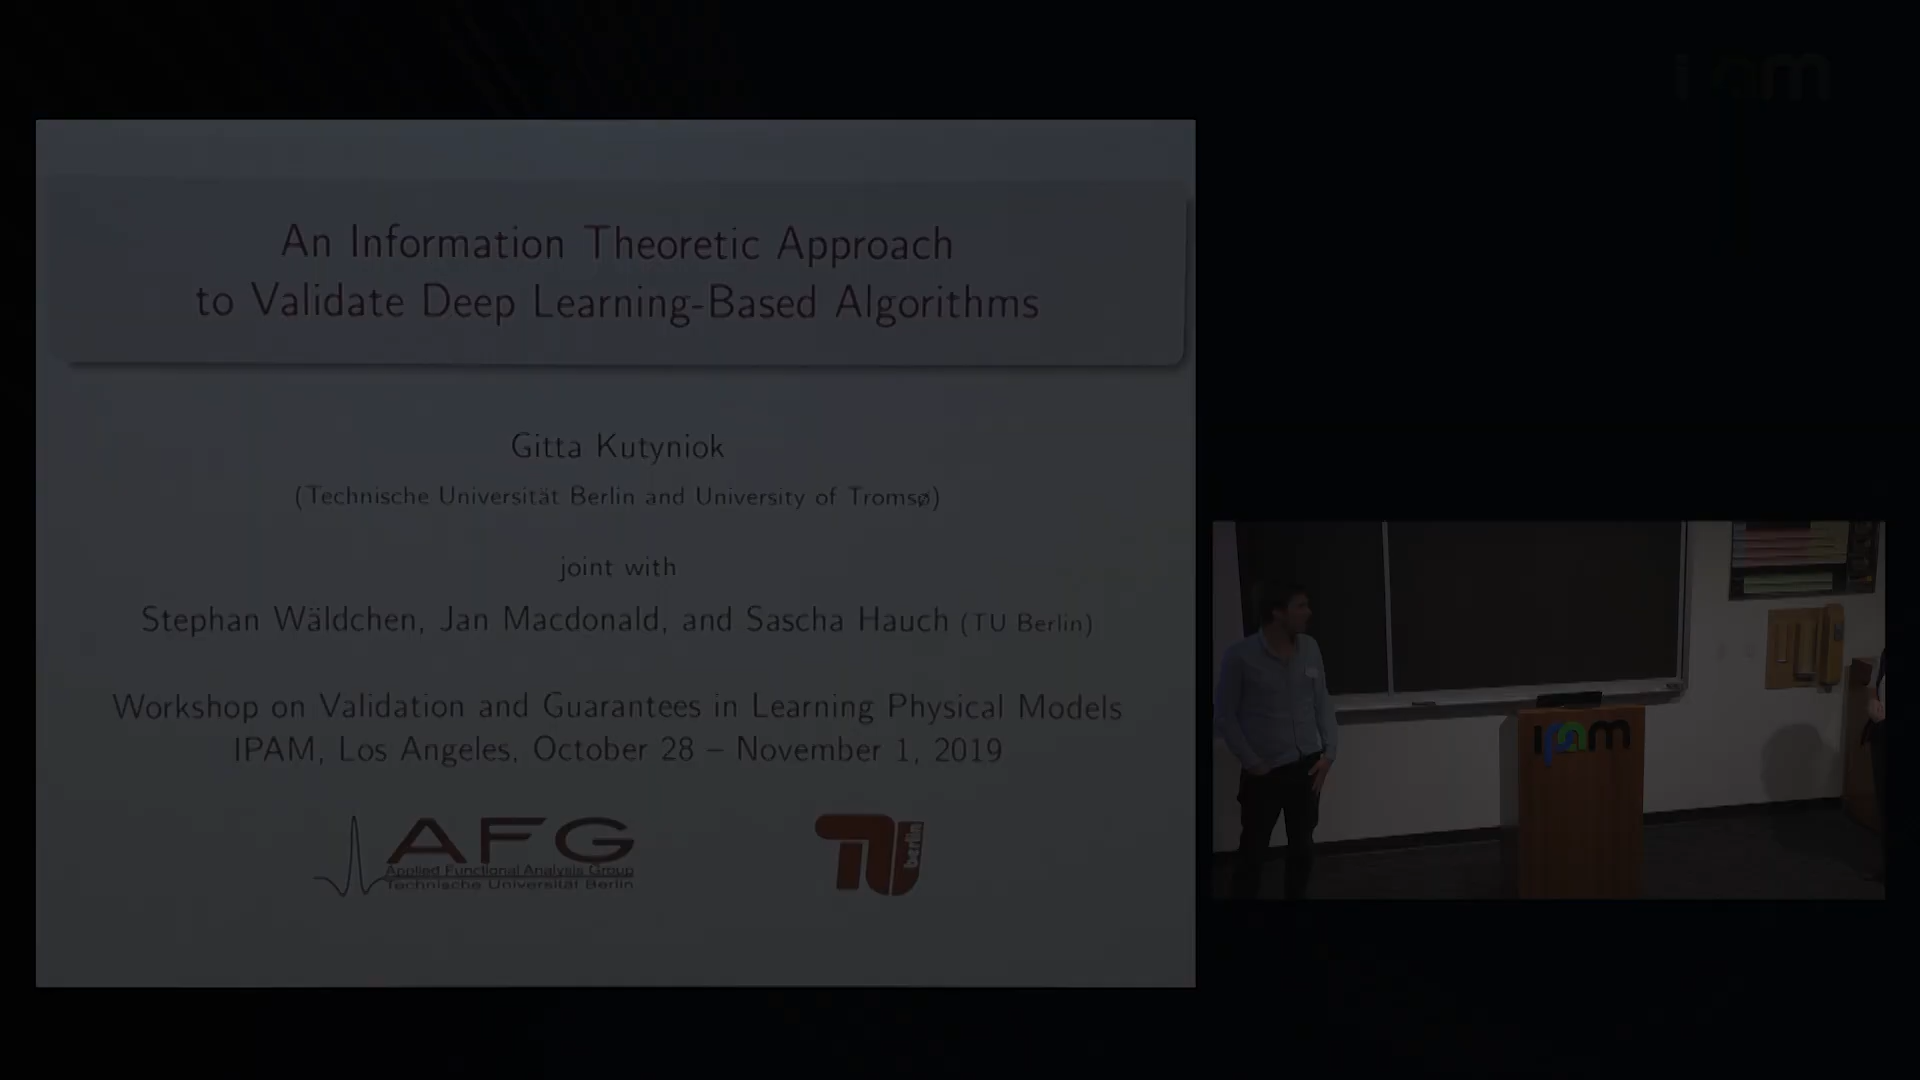 ipam
An Information Theoretic Approach
to Validate Deep Learning-Based Algorithms
Gitta Kutyniok
(Technische Universität Berlin and University of Tromsø)
joint with
Stephan Wäldchen, Jan Macdonald, and Sascha Hauch (TU Berlin)
Workshop on Validation and Guarantees in Learning Physical Models
IPAM, Los Angeles, October 28 – November 1, 2019
AFG
Applied Functional Analysis Group
Technische Universität Berlin
TU berlin
ipam